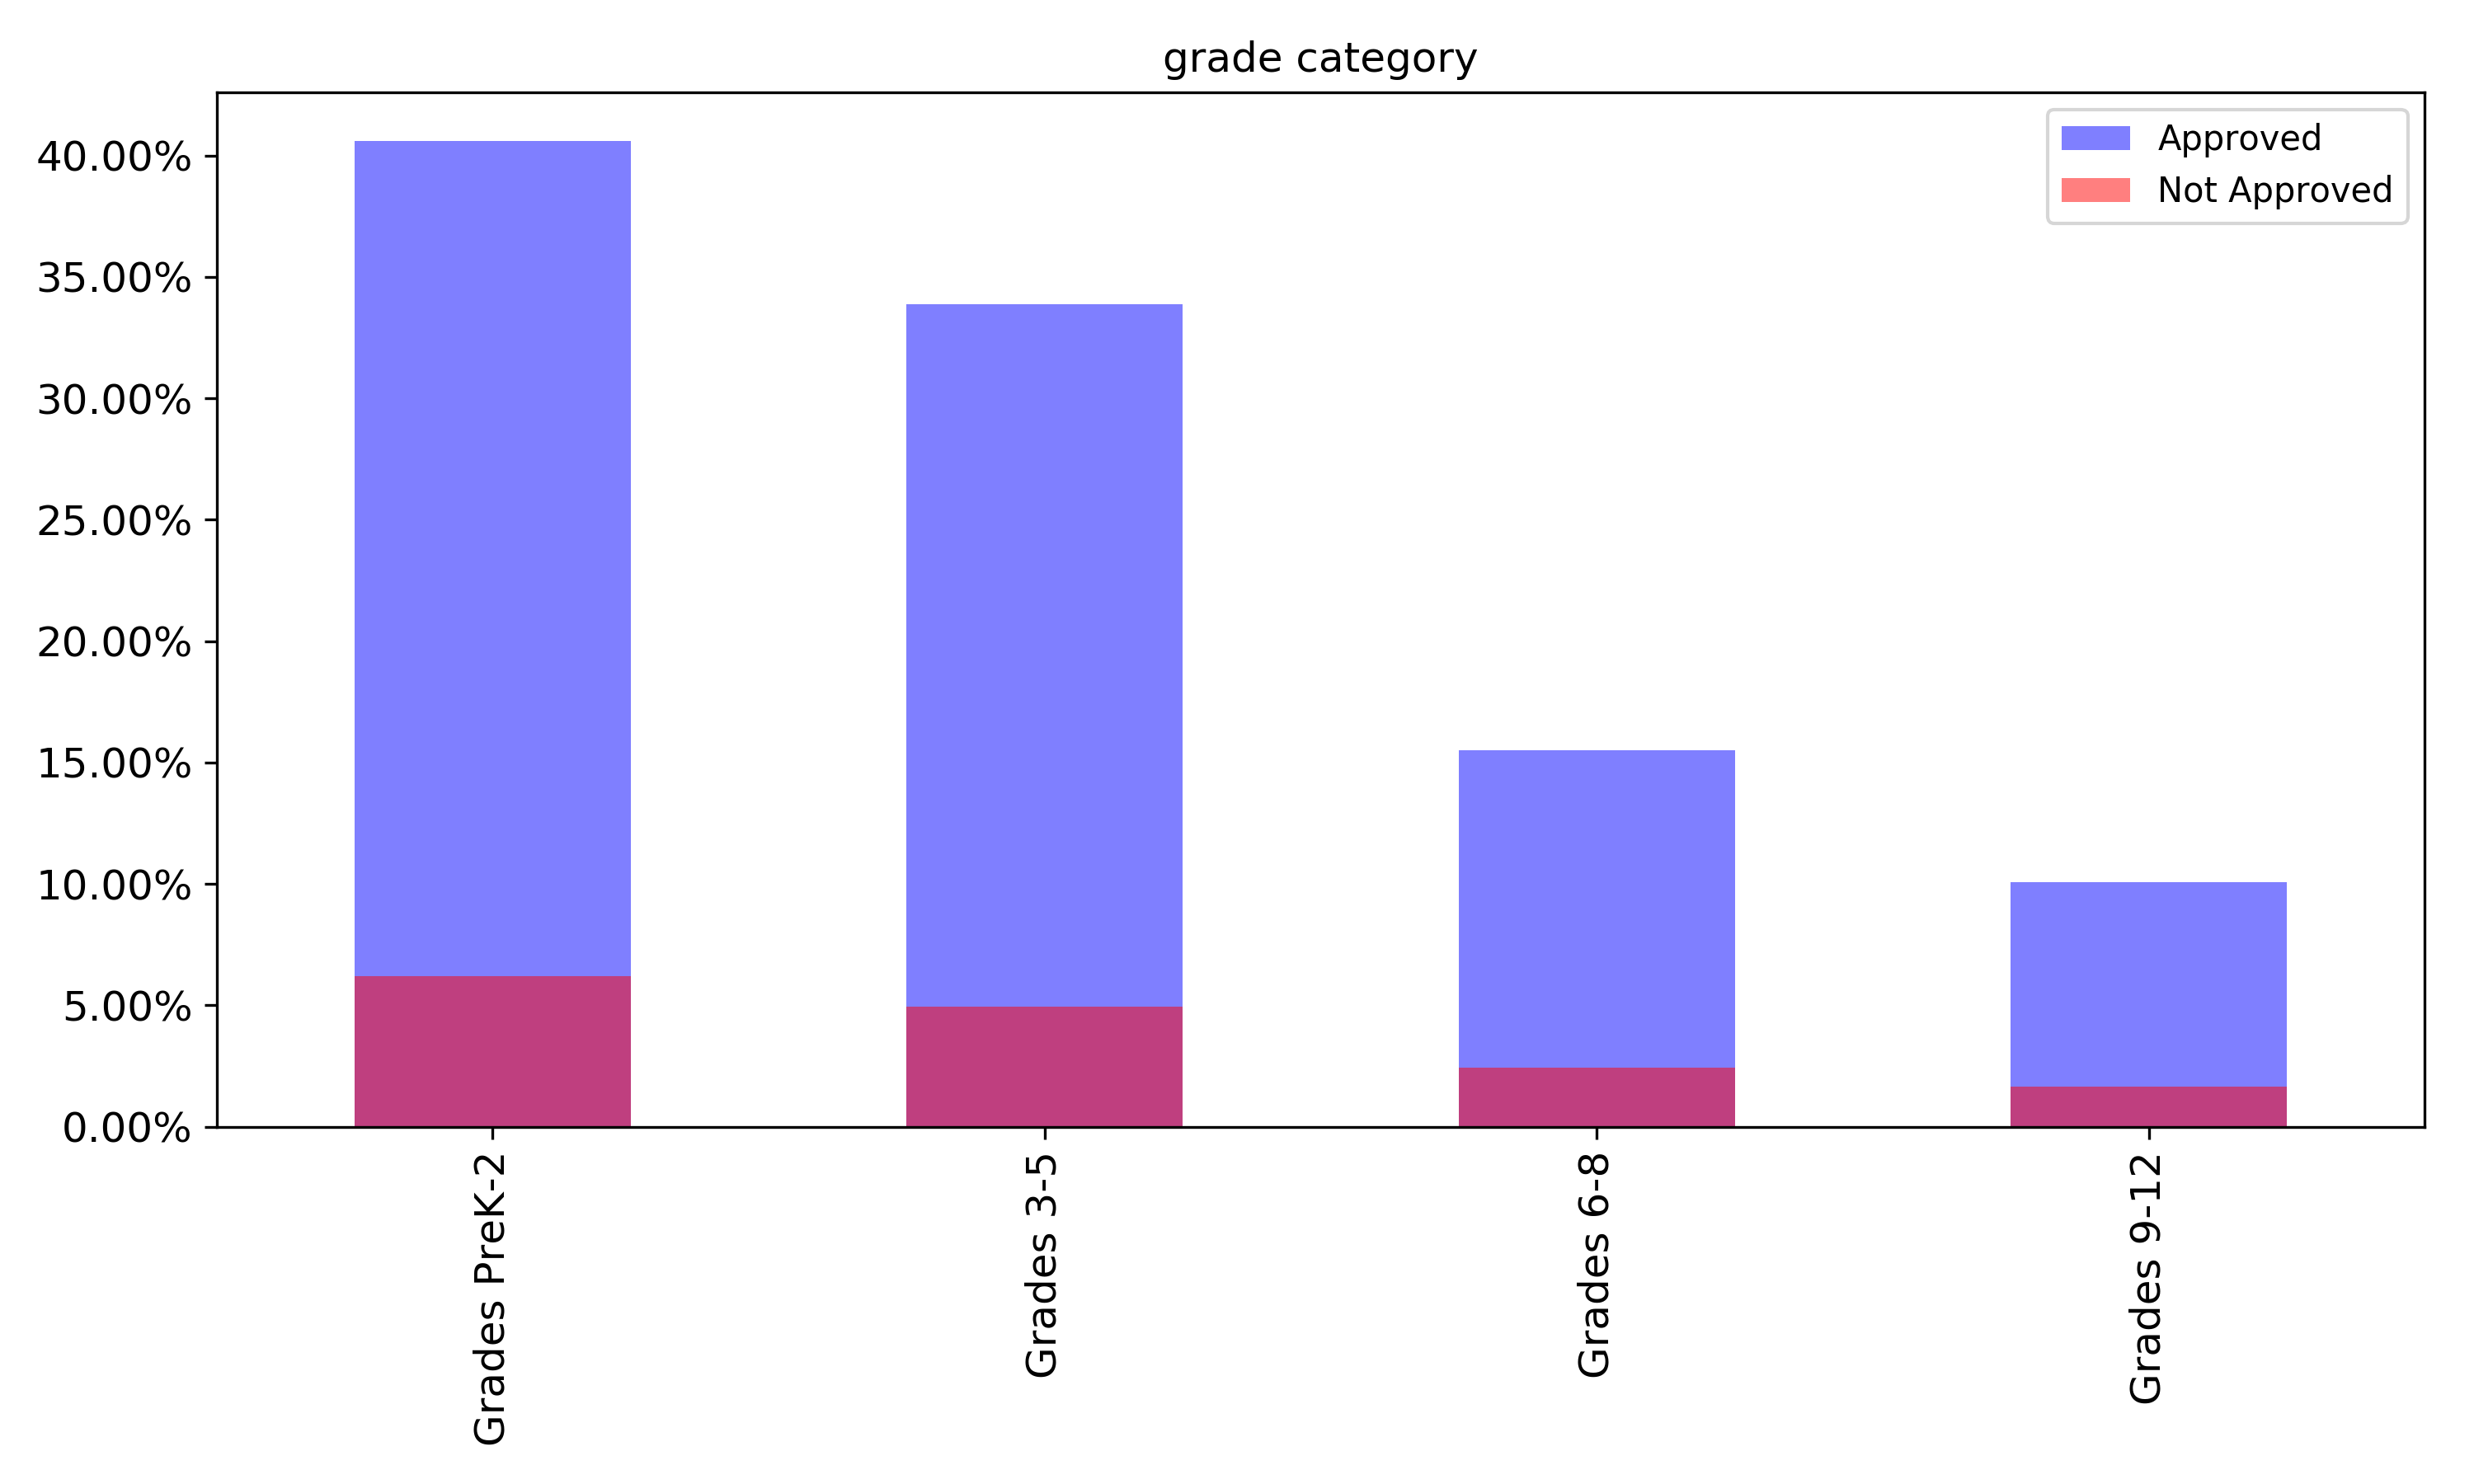 grade category
Approved
Not Approved
40.00%
35.00%
30.00%
25.00%
20.00%
15.00%
10.00%
5.00%
0.00%
Grades PreK-2
Grades 3-5
Grades 6-8
Grades 9-12